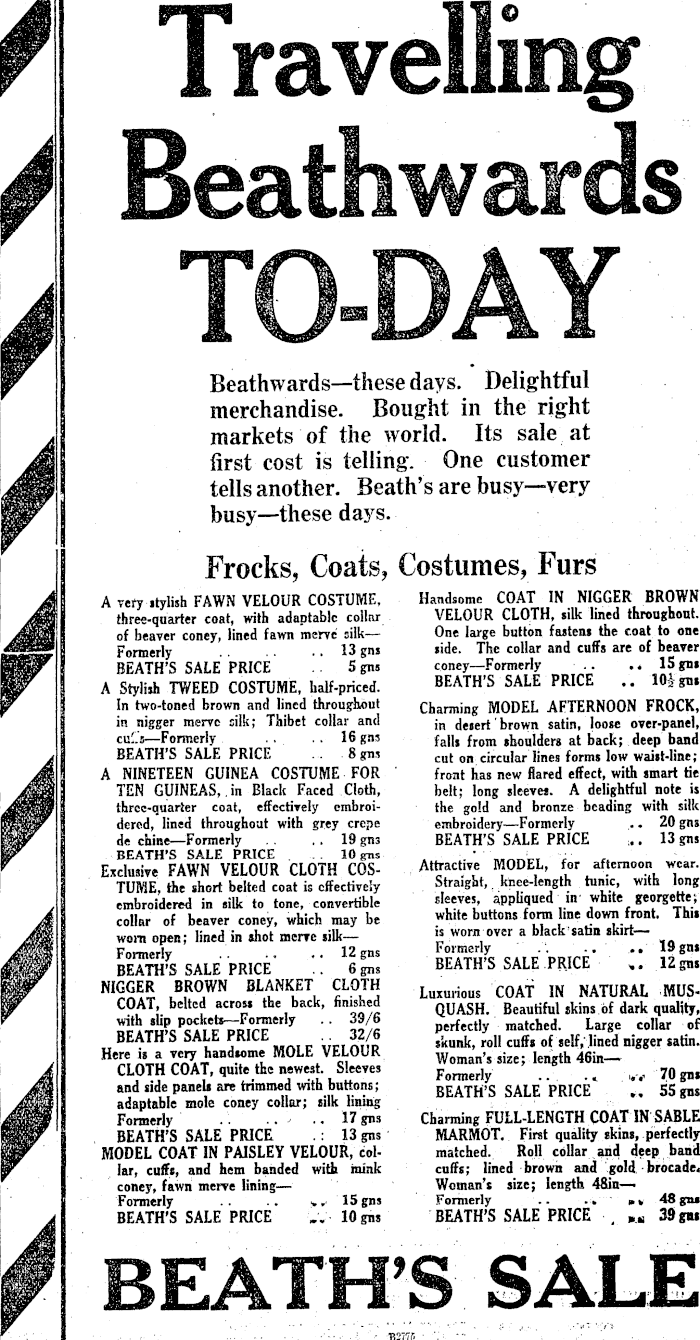 Travelling
Beathwards
TO-DAY
Beathwards—these days. Delightful
merchandise. Bought in the right
markets of the world. Its sale at
first cost is telling. One customer
tells another. Beath's are busy—very
busy—these days.
Frocks, Coats, Costumes, Furs
A very stylish FAWN VELOUR COSTUME,
three-quarter coat, with adaptable collar
of beaver coney, lined fawn merve silk—
Formerly .. .. .. 13 gns
BEATH'S SALE PRICE .. 5 gns
A Stylish TWEED COSTUME, half-priced.
In two-toned brown and lined throughout
in nigger merve silk; Thibet collar and
cuffs—Formerly .. .. 16 gns
BEATH'S SALE PRICE .. 8 gns
A NINETEEN GUINEA COSTUME FOR
TEN GUINEAS, in Black Faced Cloth,
three-quarter coat, effectively embroi-
dered, lined throughout with grey crepe
de chine—Formerly .. .. 19 gns
BEATH'S SALE PRICE .. 10 gns
Exclusive FAWN VELOUR CLOTH COS-
TUME, the short belted coat is effectively
embroidered in silk to tone, convertible
collar of beaver coney, which may be
worn open; lined in shot merve silk—
Formerly .. .. .. 12 gns
BEATH'S SALE PRICE .. 6 gns
NIGGER BROWN BLANKET CLOTH
COAT, belted across the back, finished
with slip pockets—Formerly .. 39/6
BEATH'S SALE PRICE .. 32/6
Here is a very handsome MOLE VELOUR
CLOTH COAT, quite the newest. Sleeves
and side panels are trimmed with buttons;
adaptable mole coney collar; silk lining
Formerly .. .. .. 17 gns
BEATH'S SALE PRICE .. 13 gns
MODEL COAT IN PAISLEY VELOUR, col-
lar, cuffs, and hem banded with mink
coney, fawn merve lining—
Formerly .. .. .. 15 gns
BEATH'S SALE PRICE .. 10 gns
Handsome COAT IN NIGGER BROWN
VELOUR CLOTH, silk lined throughout.
One large button fastens the coat to one
side. The collar and cuffs are of beaver
coney—Formerly .. .. 15 gns
BEATH'S SALE PRICE .. 10½ gns
Charming MODEL AFTERNOON FROCK,
in desert brown satin, loose over-panel,
falls from shoulders at back; deep band
cut on circular lines forms low waist-line;
front has new flared effect, with smart tie
belt; long sleeves. A delightful note is
the gold and bronze beading with silk
embroidery—Formerly .. 20 gns
BEATH'S SALE PRICE .. 13 gns
Attractive MODEL, for afternoon wear.
Straight, knee-length tunic, with long
sleeves, appliqued in white georgette;
white buttons form line down front. This
is worn over a black satin skirt—
Formerly .. .. .. 19 gns
BEATH'S SALE PRICE .. 12 gns
Luxurious COAT IN NATURAL MUS-
QUASH. Beautiful skins of dark quality,
perfectly matched. Large collar of
skunk, roll cuffs of self, lined nigger satin.
Woman's size; length 46in—
Formerly .. .. .. 70 gns
BEATH'S SALE PRICE .. 55 gns
Charming FULL-LENGTH COAT IN SABLE
MARMOT. First quality skins, perfectly
matched. Roll collar and deep band
cuffs; lined brown and gold brocade.
Woman's size; length 48in—
Formerly .. .. .. 48 gns
BEATH'S SALE PRICE .. 39 gns
BEATH'S SALE
B2775